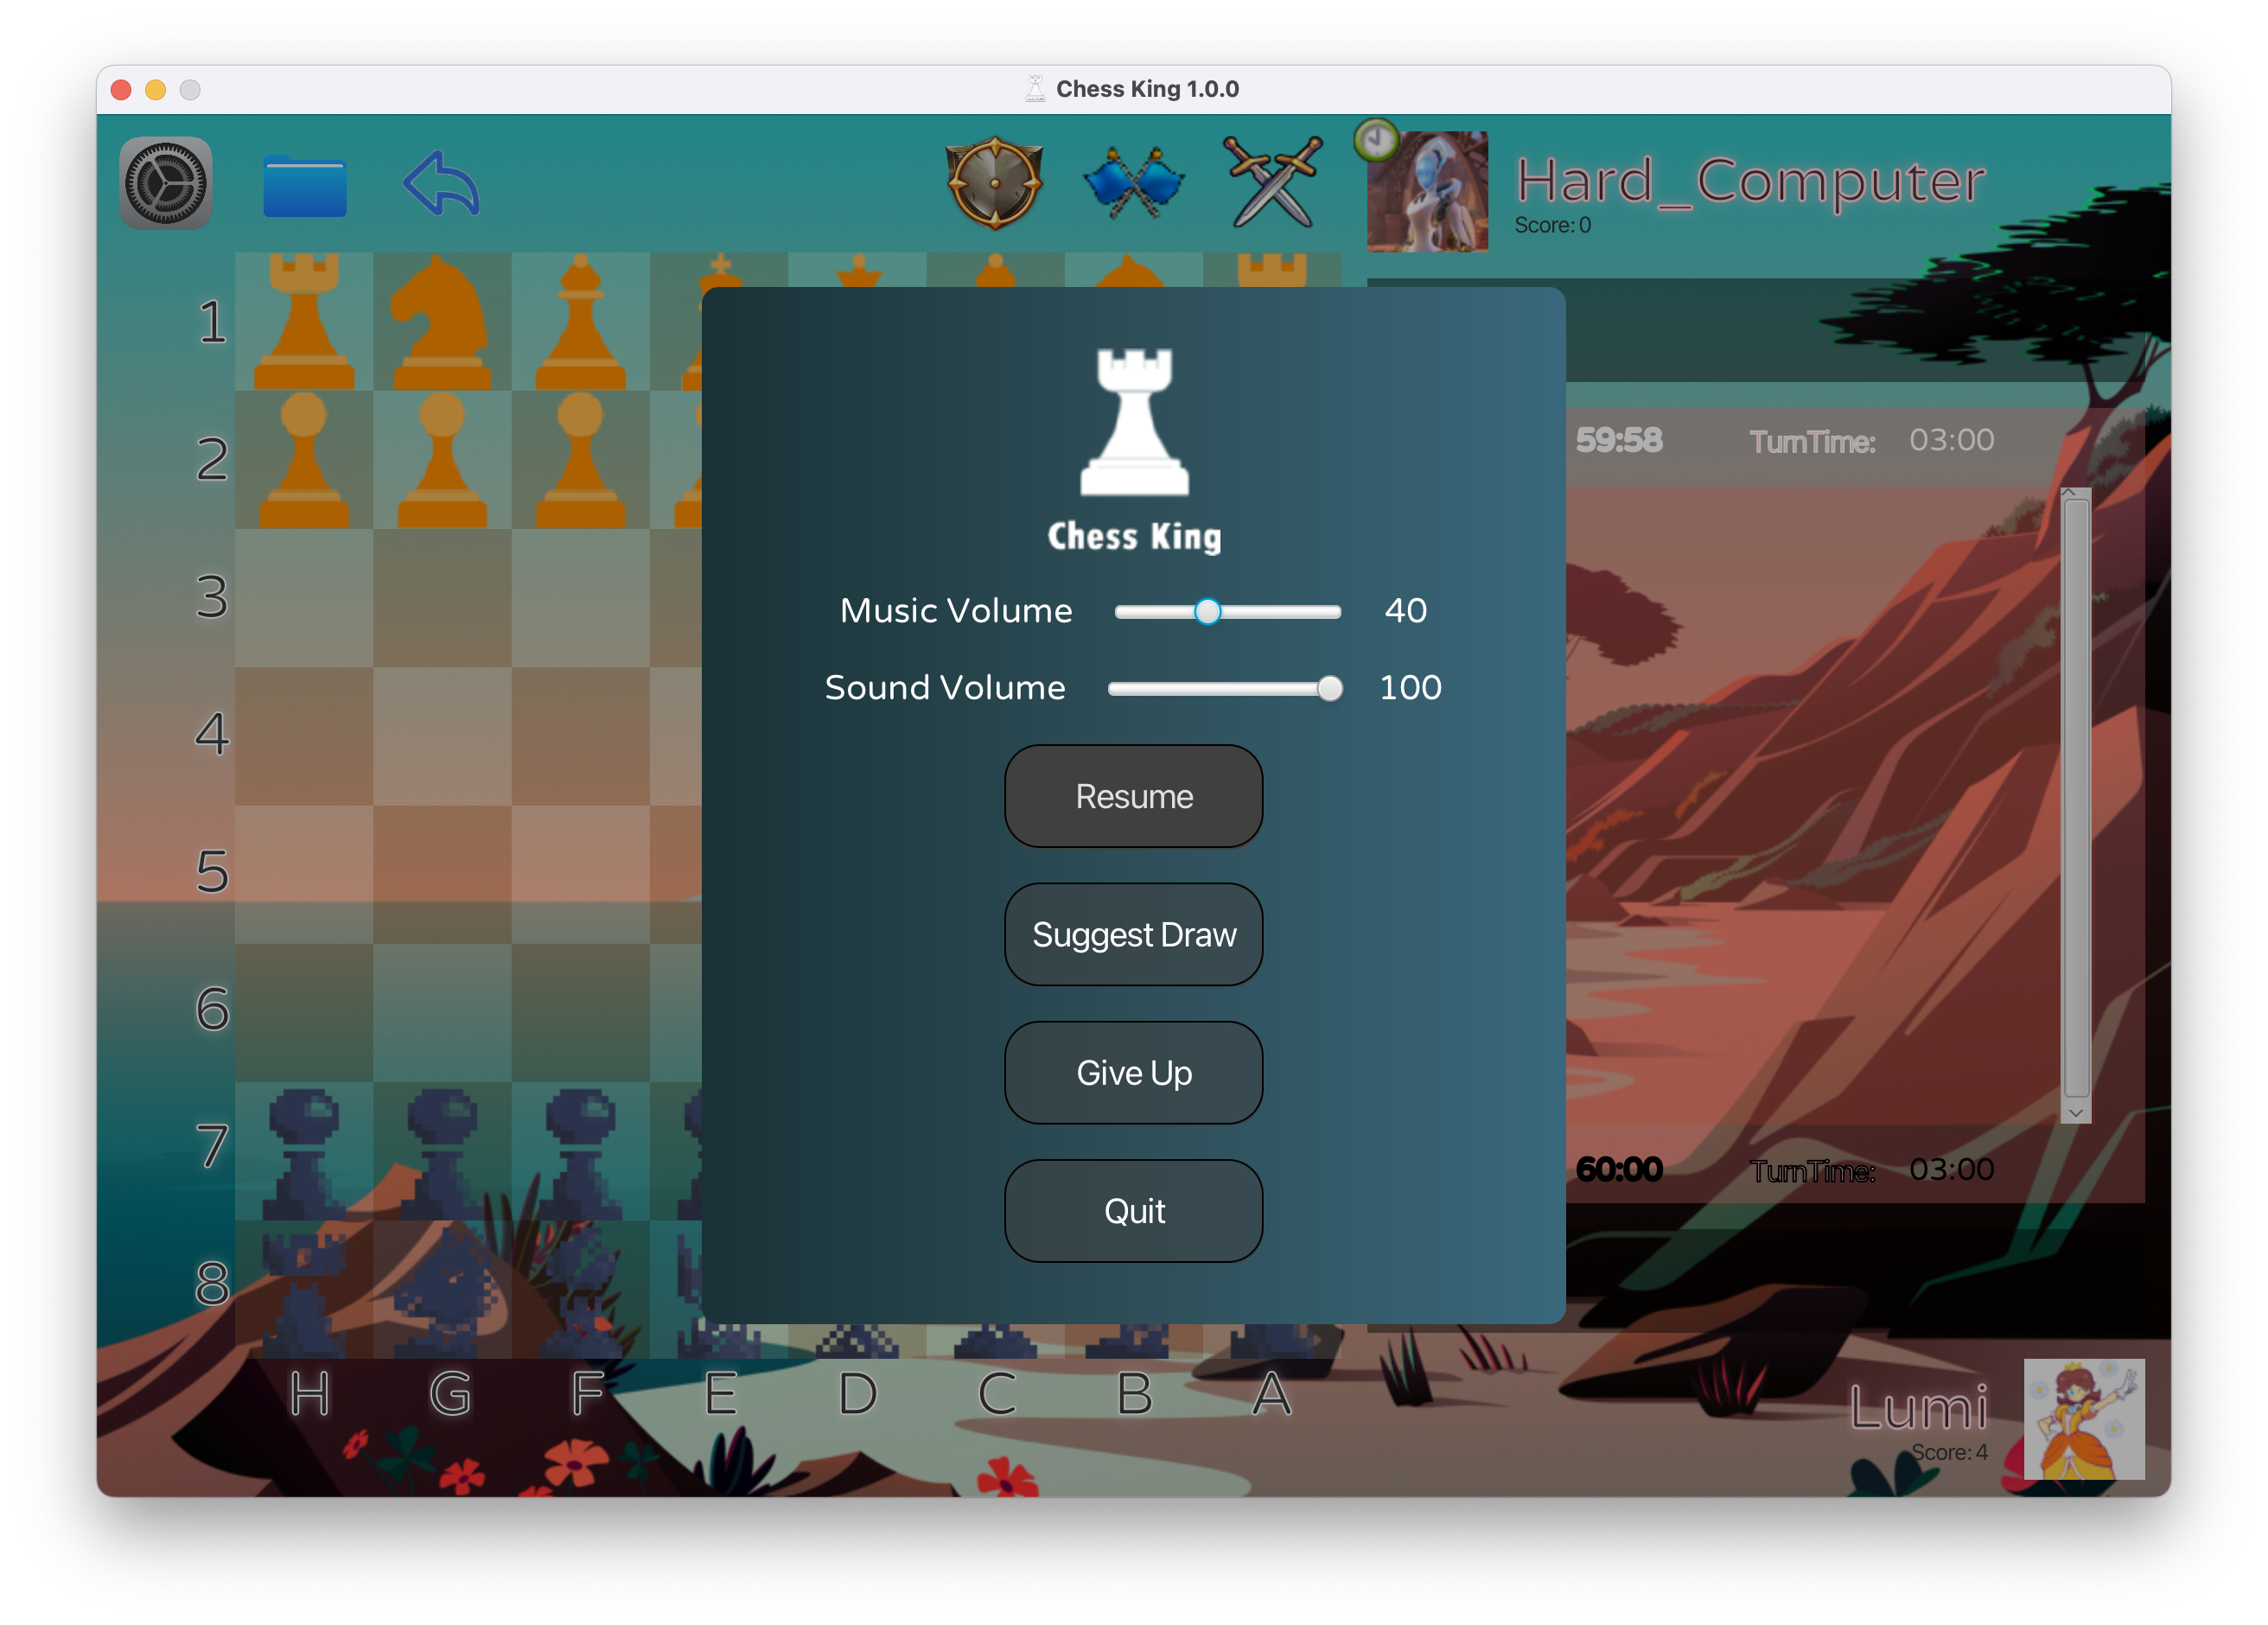 Chess King 1.0.0
Hard_Computer
Score: 0
1
2
3
4
5
6
7
8
H G F E D C B A
59:58 TurnTime: 03:00
Chess King
Music Volume 40
Sound Volume 100
Resume
Suggest Draw
Give Up
Quit
60:00 TurnTime: 03:00
Lumi
Score: 4